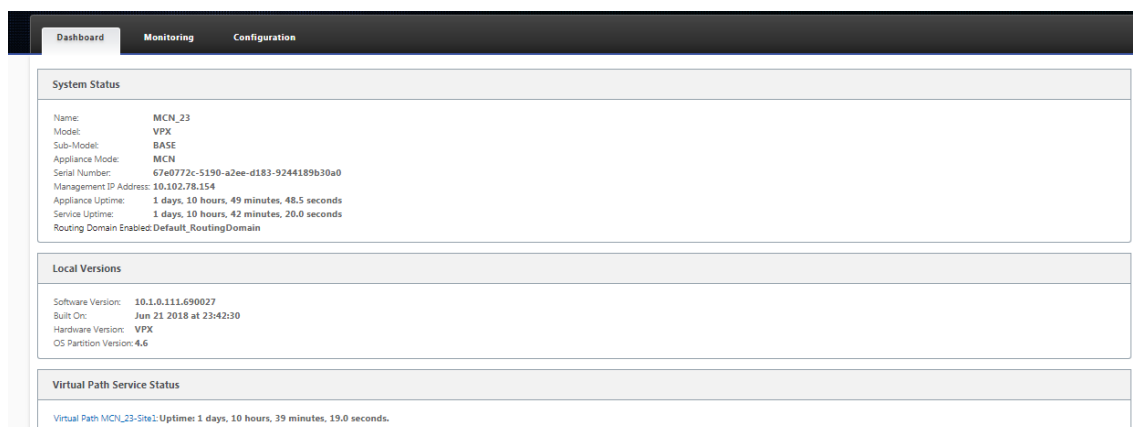 Dashboard Monitoring Configuration
System Status
Name: MCN_23
Model: VPX
Sub-Model: BASE
Appliance Mode: MCN
Serial Number: 67e0772c-5190-a2ee-d183-9244189b30a0
Management IP Address: 10.102.78.154
Appliance Uptime: 1 days, 10 hours, 49 minutes, 48.5 seconds
Service Uptime: 1 days, 10 hours, 42 minutes, 20.0 seconds
Routing Domain Enabled: Default_RoutingDomain
Local Versions
Software Version: 10.1.0.111.690027
Built On: Jun 21 2018 at 23:42:30
Hardware Version: VPX
OS Partition Version: 4.6
Virtual Path Service Status
Virtual Path MCN_23-Site1: Uptime: 1 days, 10 hours, 39 minutes, 19.0 seconds.